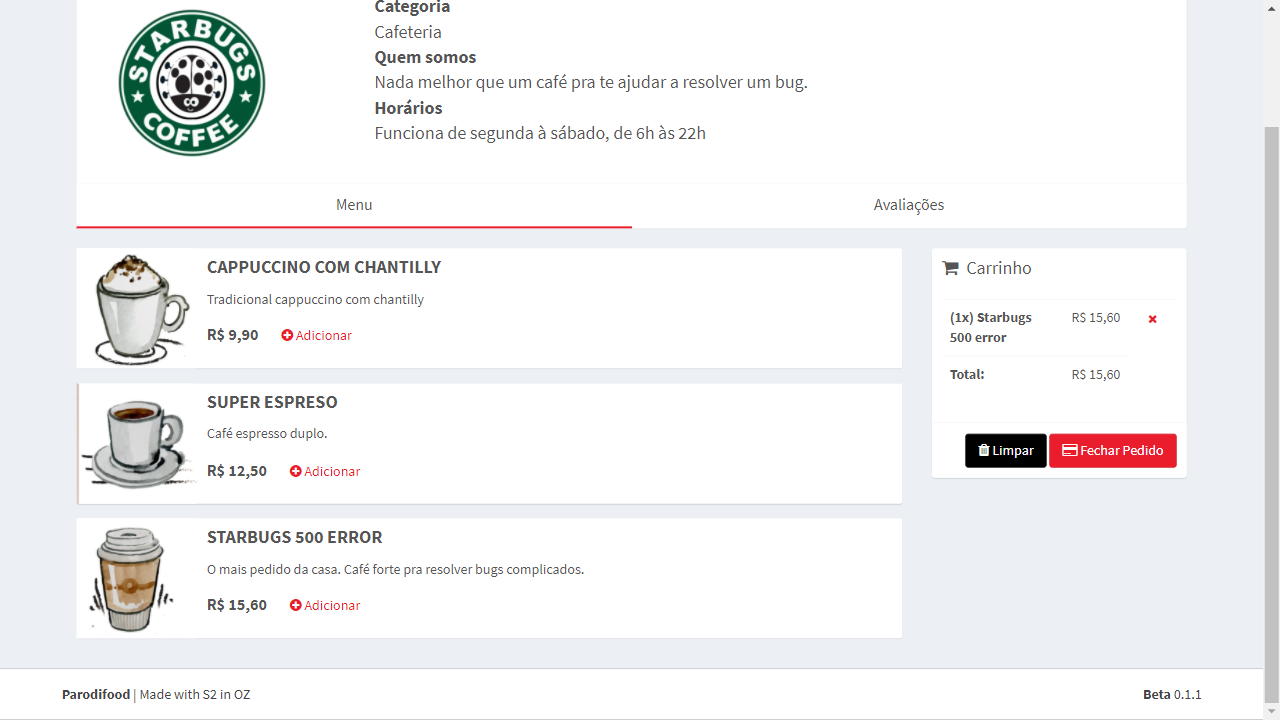 STARBUGS
COFFEE
Categoria
Cafeteria
Quem somos
Nada melhor que um café pra te ajudar a resolver um bug.
Horários
Funciona de segunda à sábado, de 6h às 22h
Menu
Avaliações
CAPPUCCINO COM CHANTILLY
Tradicional cappuccino com chantilly
R$ 9,90 Adicionar
SUPER ESPRESO
Café espresso duplo.
R$ 12,50 Adicionar
STARBUGS 500 ERROR
O mais pedido da casa. Café forte pra resolver bugs complicados.
R$ 15,60 Adicionar
Carrinho
(1x) Starbugs R$ 15,60
500 error
Total: R$ 15,60
Limpar Fechar Pedido
Parodifood | Made with S2 in OZ
Beta 0.1.1